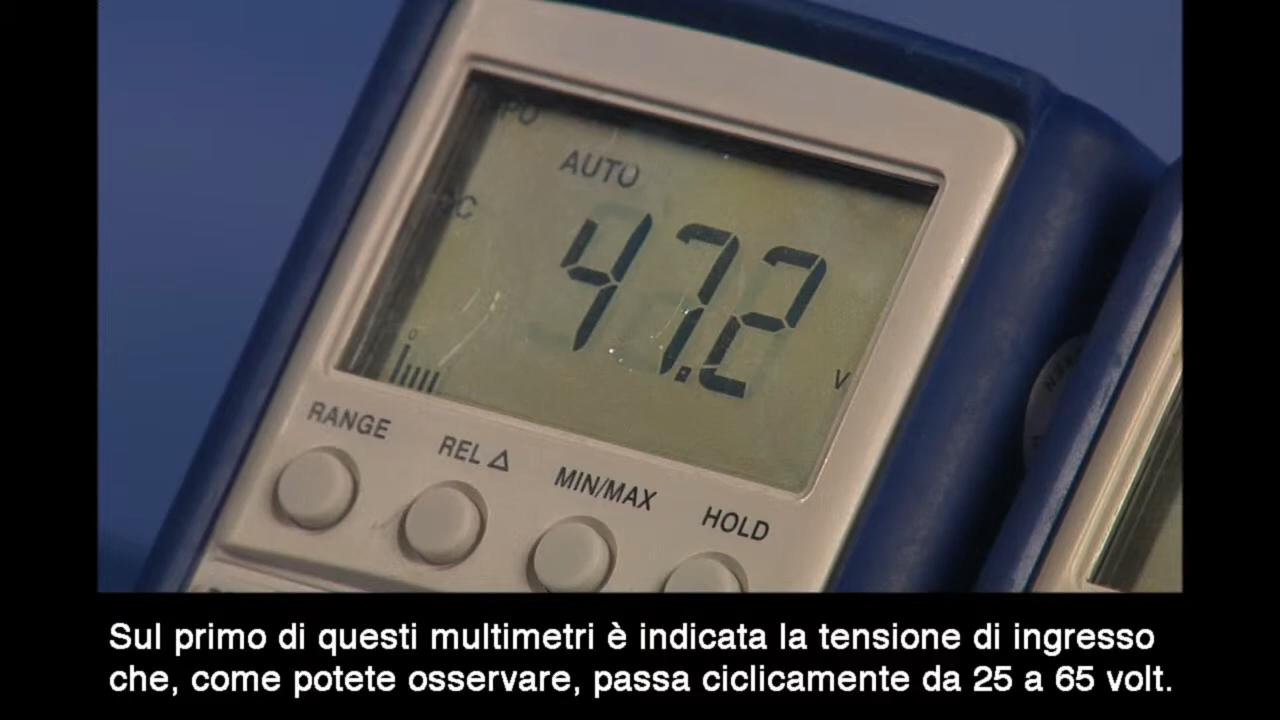 AUTO
47.2
V
0
RANGE
REL △
MIN/MAX
HOLD
Sul primo di questi multimetri è indicata la tensione di ingresso
che, come potete osservare, passa ciclicamente da 25 a 65 volt.